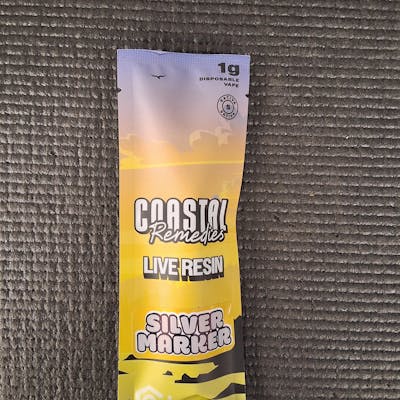 1g
DISPOSABLE
VAPE
COASTAL
Remedies
LIVE RESIN
SILVER
MARKER